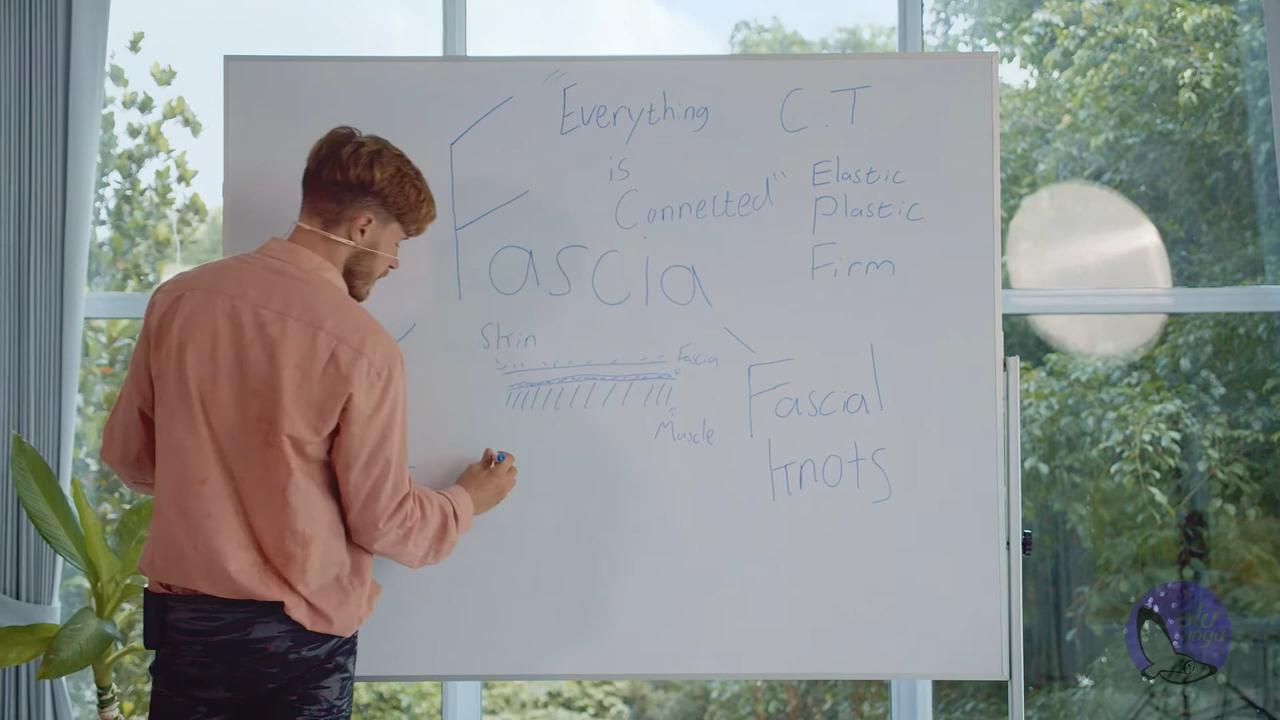 "Everything
is
Connected"
C.T
Elastic
Plastic
Firm
Fascia
Skin
Fascia
Muscle
Fascial
knots